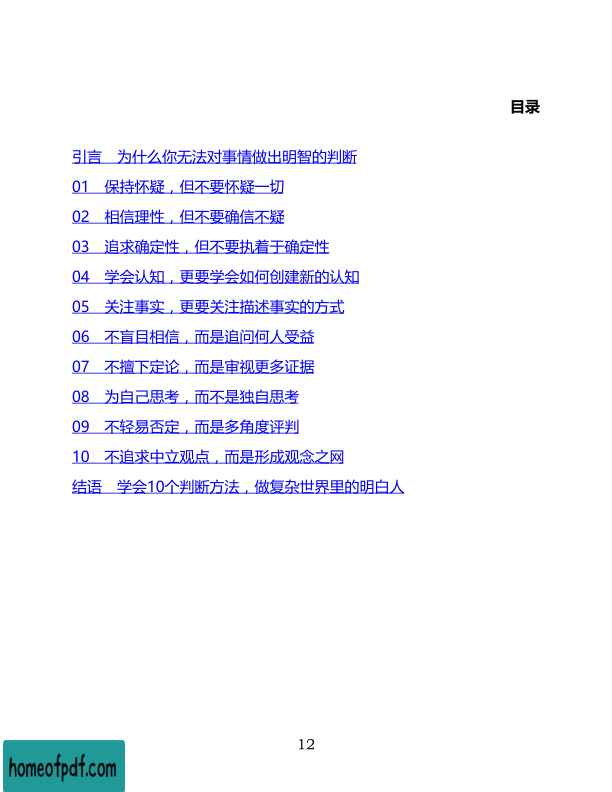 目录
引言　为什么你无法对事情做出明智的判断
01　保持怀疑，但不要怀疑一切
02　相信理性，但不要确信不疑
03　追求确定性，但不要执着于确定性
04　学会认知，更要学会如何创建新的认知
05　关注事实，更要关注描述事实的方式
06　不盲目相信，而是追问何人受益
07　不擅下定论，而是审视更多证据
08　为自己思考，而不是独自思考
09　不轻易否定，而是多角度评判
10　不追求中立观点，而是形成观念之网
结语　学会10个判断方法，做复杂世界里的明白人
12
homeofpdf.com